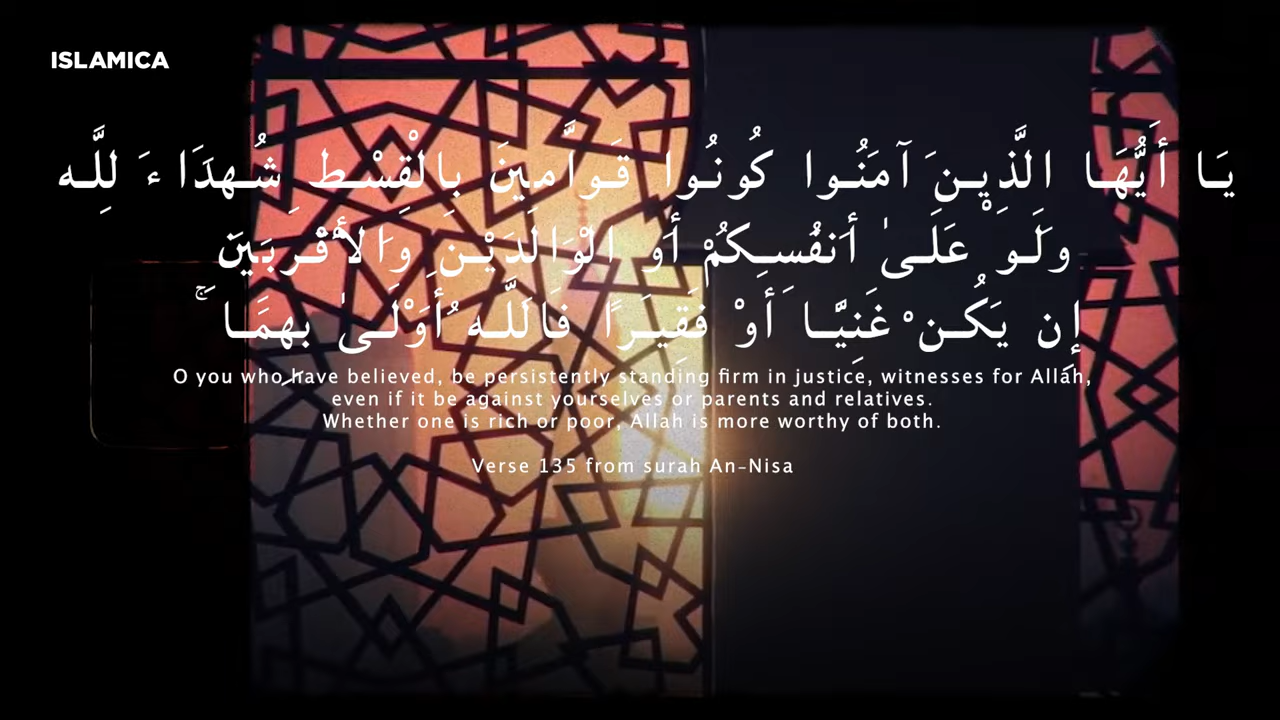 ISLAMICA
يَا أَيُّهَا الَّذِينَ آمَنُوا كُونُوا قَوَّامِينَ بِالْقِسْطِ شُهَدَاءَ لِلَّهِ
وَلَوْ عَلَىٰ أَنفُسِكُمْ أَوِ الْوَالِدَيْنِ وَالْأَقْرَبِينَ
إِن يَكُنْ غَنِيًّا أَوْ فَقِيرًا فَاللَّهُ أَوْلَىٰ بِهِمَا ۖ
O you who have believed, be persistently standing firm in justice, witnesses for Allah,
even if it be against yourselves or parents and relatives.
Whether one is rich or poor, Allah is more worthy of both.
Verse 135 from surah An-Nisa